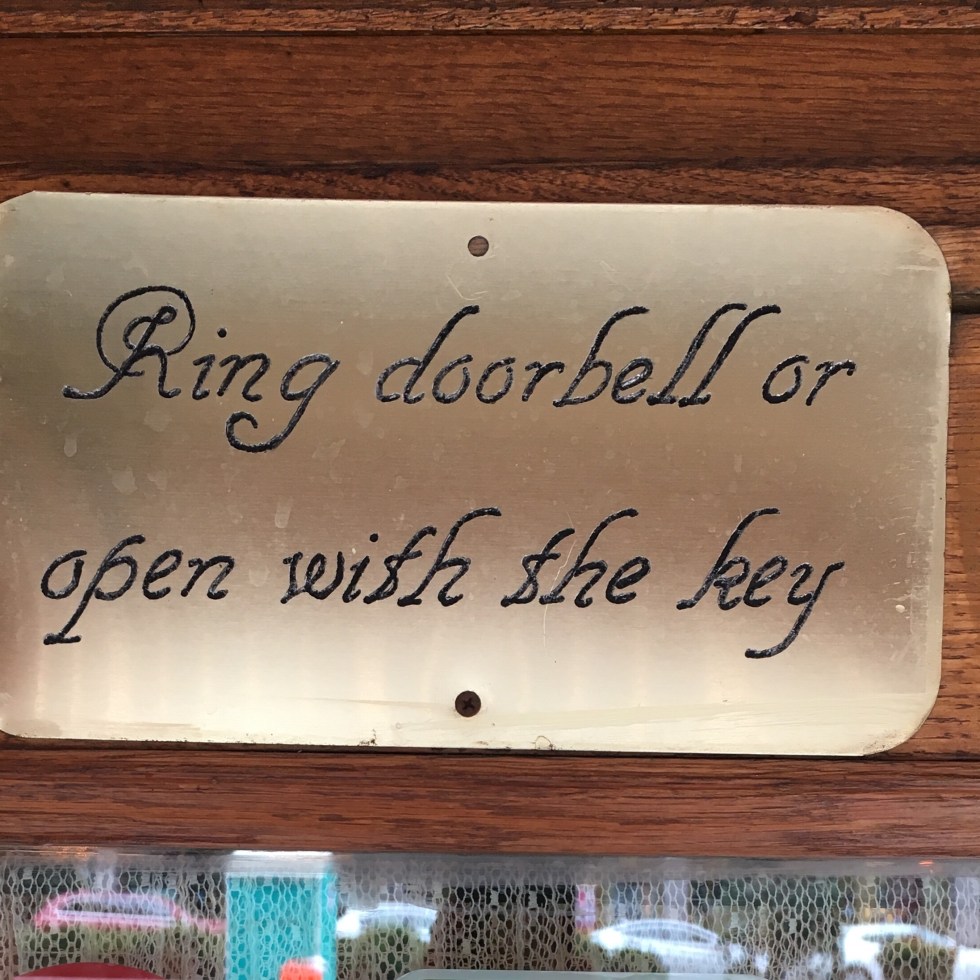 Ring doorbell or
open with the key